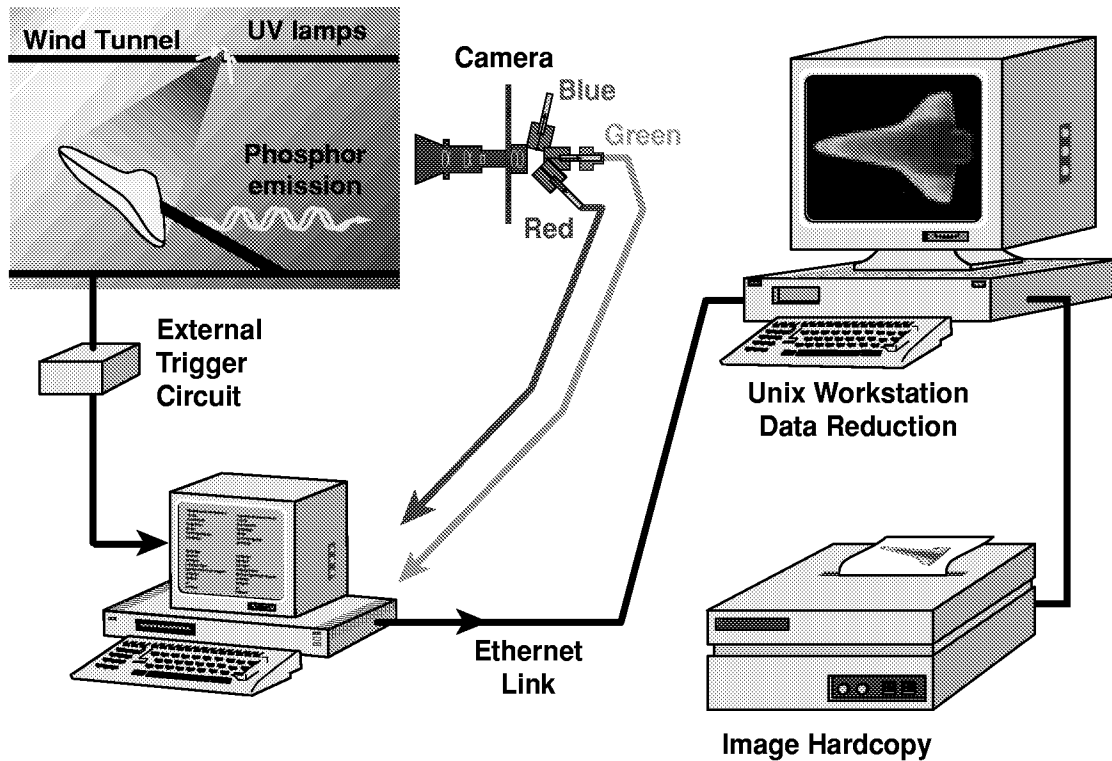 Wind Tunnel
UV lamps
Phosphor
emission
Camera
Blue
Green
Red
External
Trigger
Circuit
Ethernet
Link
Unix Workstation
Data Reduction
Image Hardcopy